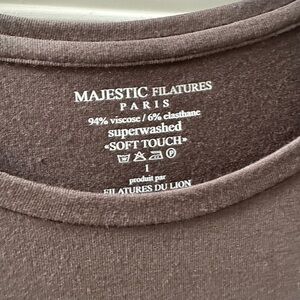 MAJESTIC FILATURES
PARIS
94% viscose / 6% elasthane
superwashed
•SOFT TOUCH•
P
1
produit par
FILATURES DU LION